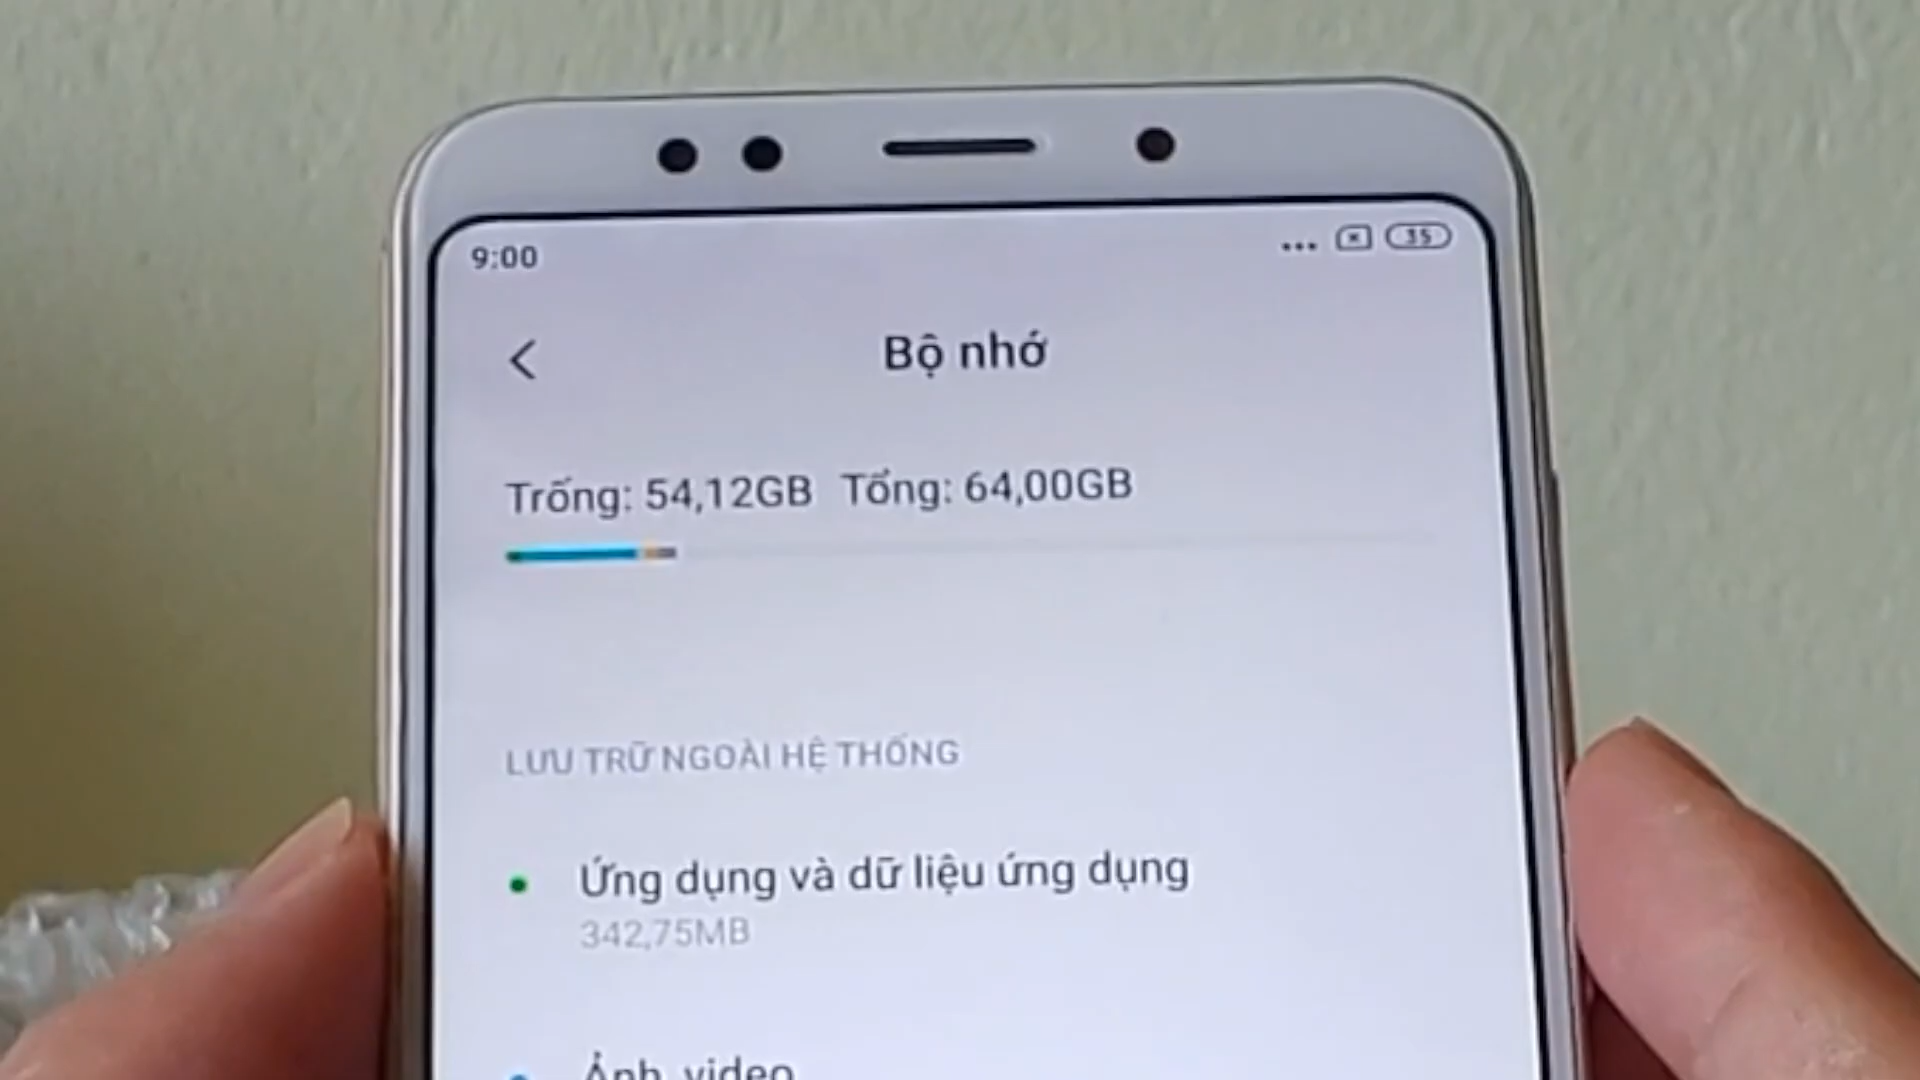 9:00 ... 35
Bộ nhớ
Trống: 54,12GB Tổng: 64,00GB
LƯU TRỮ NGOÀI HỆ THỐNG
Ứng dụng và dữ liệu ứng dụng
342,75MB
Ảnh, video